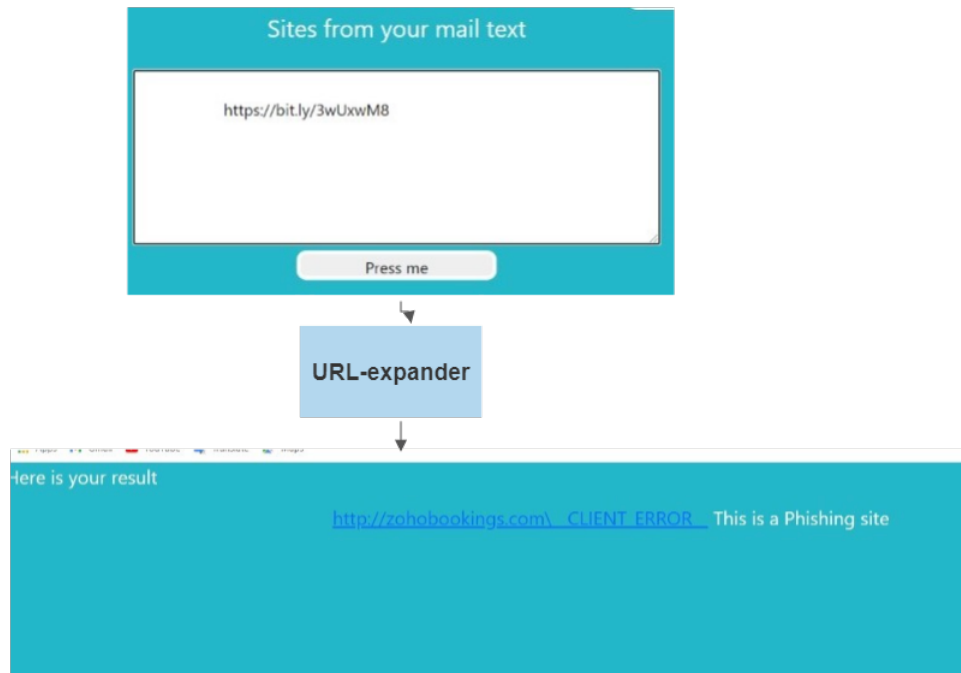 Sites from your mail text
https://bit.ly/3wUxwM8
Press me
URL-expander
Here is your result
http://zohobookings.com\__CLIENT_ERROR__ This is a Phishing site